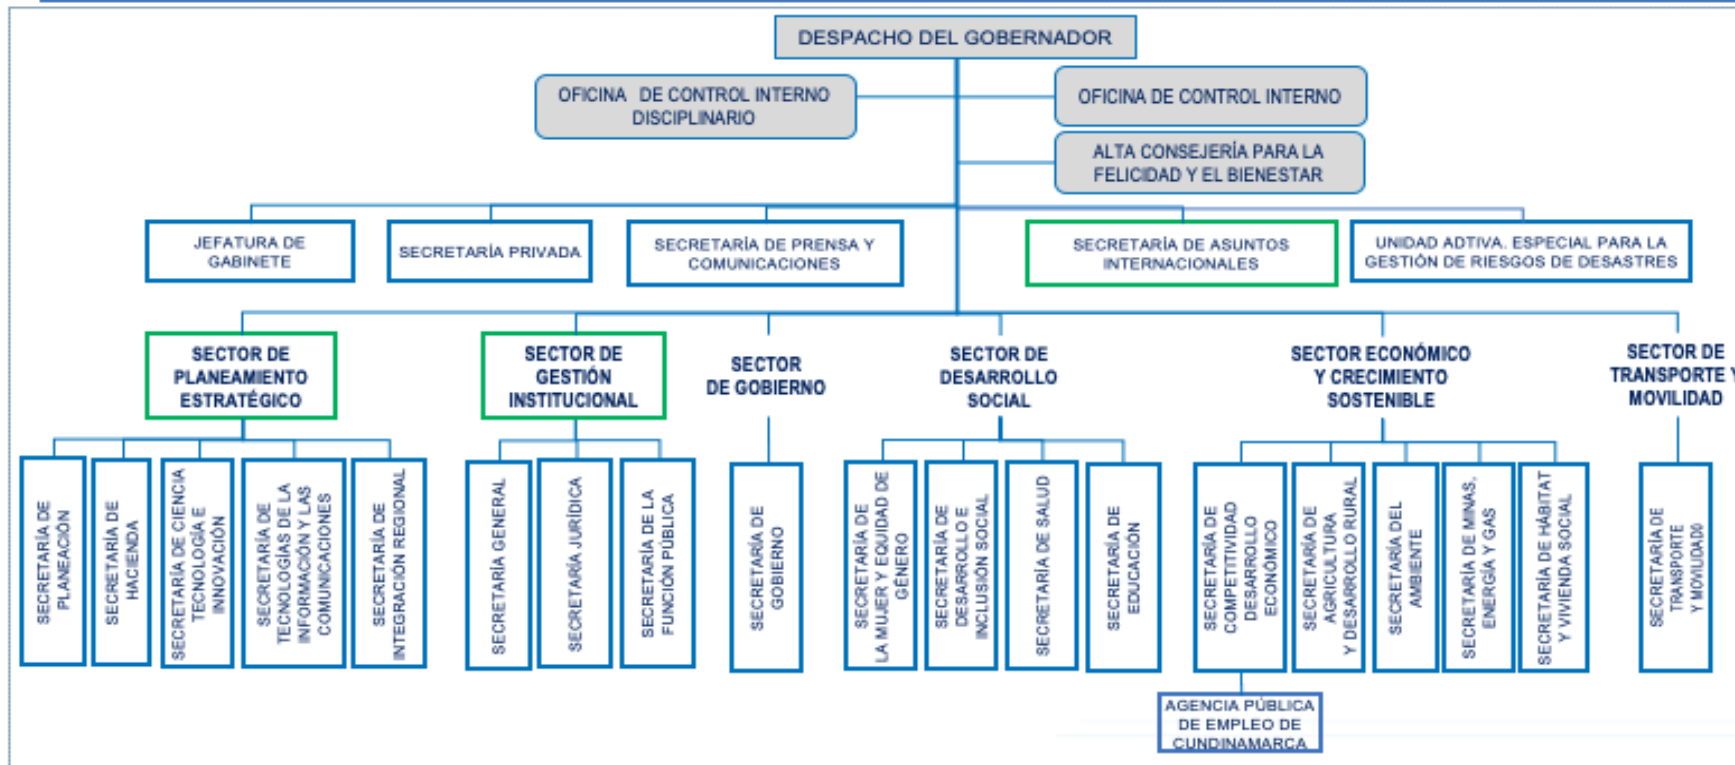 DESPACHO DEL GOBERNADOR
OFICINA DE CONTROL INTERNO
DISCIPLINARIO
OFICINA DE CONTROL INTERNO
ALTA CONSEJERÍA PARA LA
FELICIDAD Y EL BIENESTAR
JEFATURA DE
GABINETE
SECRETARÍA PRIVADA
SECRETARÍA DE PRENSA Y
COMUNICACIONES
SECRETARÍA DE ASUNTOS
INTERNACIONALES
UNIDAD ADTIVA. ESPECIAL PARA LA
GESTIÓN DE RIESGOS DE DESASTRES
SECTOR DE
PLANEAMIENTO
ESTRATÉGICO
SECTOR DE
GESTIÓN
INSTITUCIONAL
SECTOR
DE GOBIERNO
SECTOR DE
DESARROLLO
SOCIAL
SECTOR ECONÓMICO
Y CRECIMIENTO
SOSTENIBLE
SECTOR DE
TRANSPORTE Y
MOVILIDAD
SECRETARÍA DE
PLANEACIÓN
SECRETARÍA DE
HACIENDA
SECRETARÍA DE CIENCIA
TECNOLOGÍA E
INNOVACIÓN
SECRETARÍA DE
TECNOLOGÍAS DE LA
INFORMACIÓN Y LAS
COMUNICACIONES
SECRETARÍA DE
INTEGRACIÓN REGIONAL
SECRETARÍA GENERAL
SECRETARÍA JURÍDICA
SECRETARÍA DE LA
FUNCIÓN PÚBLICA
SECRETARÍA DE
GOBIERNO
SECRETARÍA DE
LA MUJER Y EQUIDAD DE
GÉNERO
SECRETARÍA DE
DESARROLLO E
INCLUSIÓN SOCIAL
SECRETARÍA DE SALUD
SECRETARÍA DE
EDUCACIÓN
SECRETARÍA DE
COMPETITIVIDAD
DESARROLLO
ECONÓMICO
SECRETARÍA DE
AGRICULTURA
Y DESARROLLO RURAL
SECRETARÍA DEL
AMBIENTE
SECRETARÍA DE MINAS,
ENERGÍA Y GAS
SECRETARÍA DE HÁBITAT
Y VIVIENDA SOCIAL
SECRETARÍA DE
TRANSPORTE
Y MOVILIDAD0
AGENCIA PÚBLICA
DE EMPLEO DE
CUNDINAMARCA